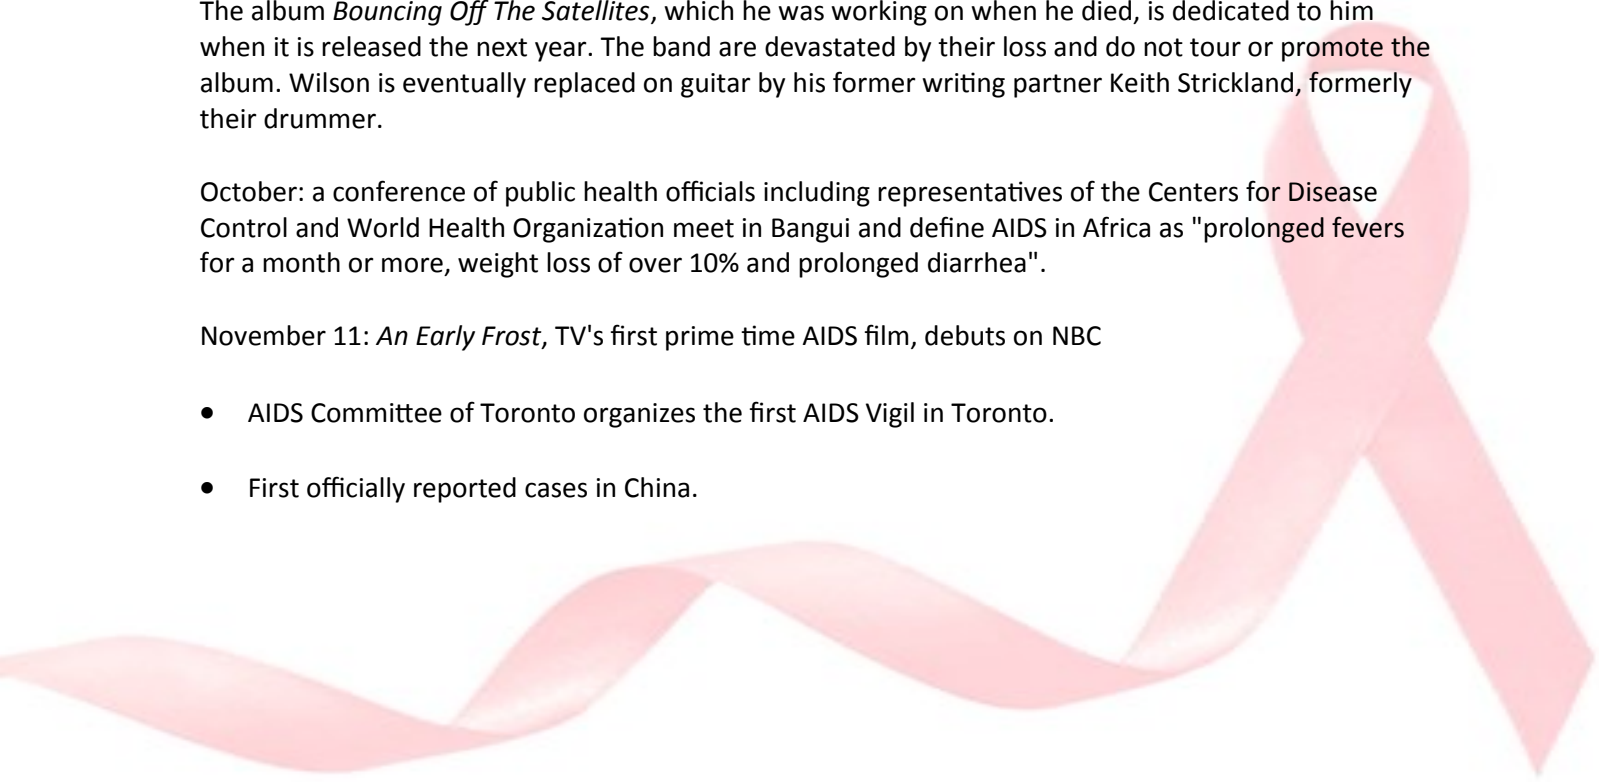 The album Bouncing Off The Satellites, which he was working on when he died, is dedicated to him
when it is released the next year. The band are devastated by their loss and do not tour or promote the
album. Wilson is eventually replaced on guitar by his former writing partner Keith Strickland, formerly
their drummer.
October: a conference of public health officials including representatives of the Centers for Disease
Control and World Health Organization meet in Bangui and define AIDS in Africa as "prolonged fevers
for a month or more, weight loss of over 10% and prolonged diarrhea".
November 11: An Early Frost, TV's first prime time AIDS film, debuts on NBC
• AIDS Committee of Toronto organizes the first AIDS Vigil in Toronto.
• First officially reported cases in China.